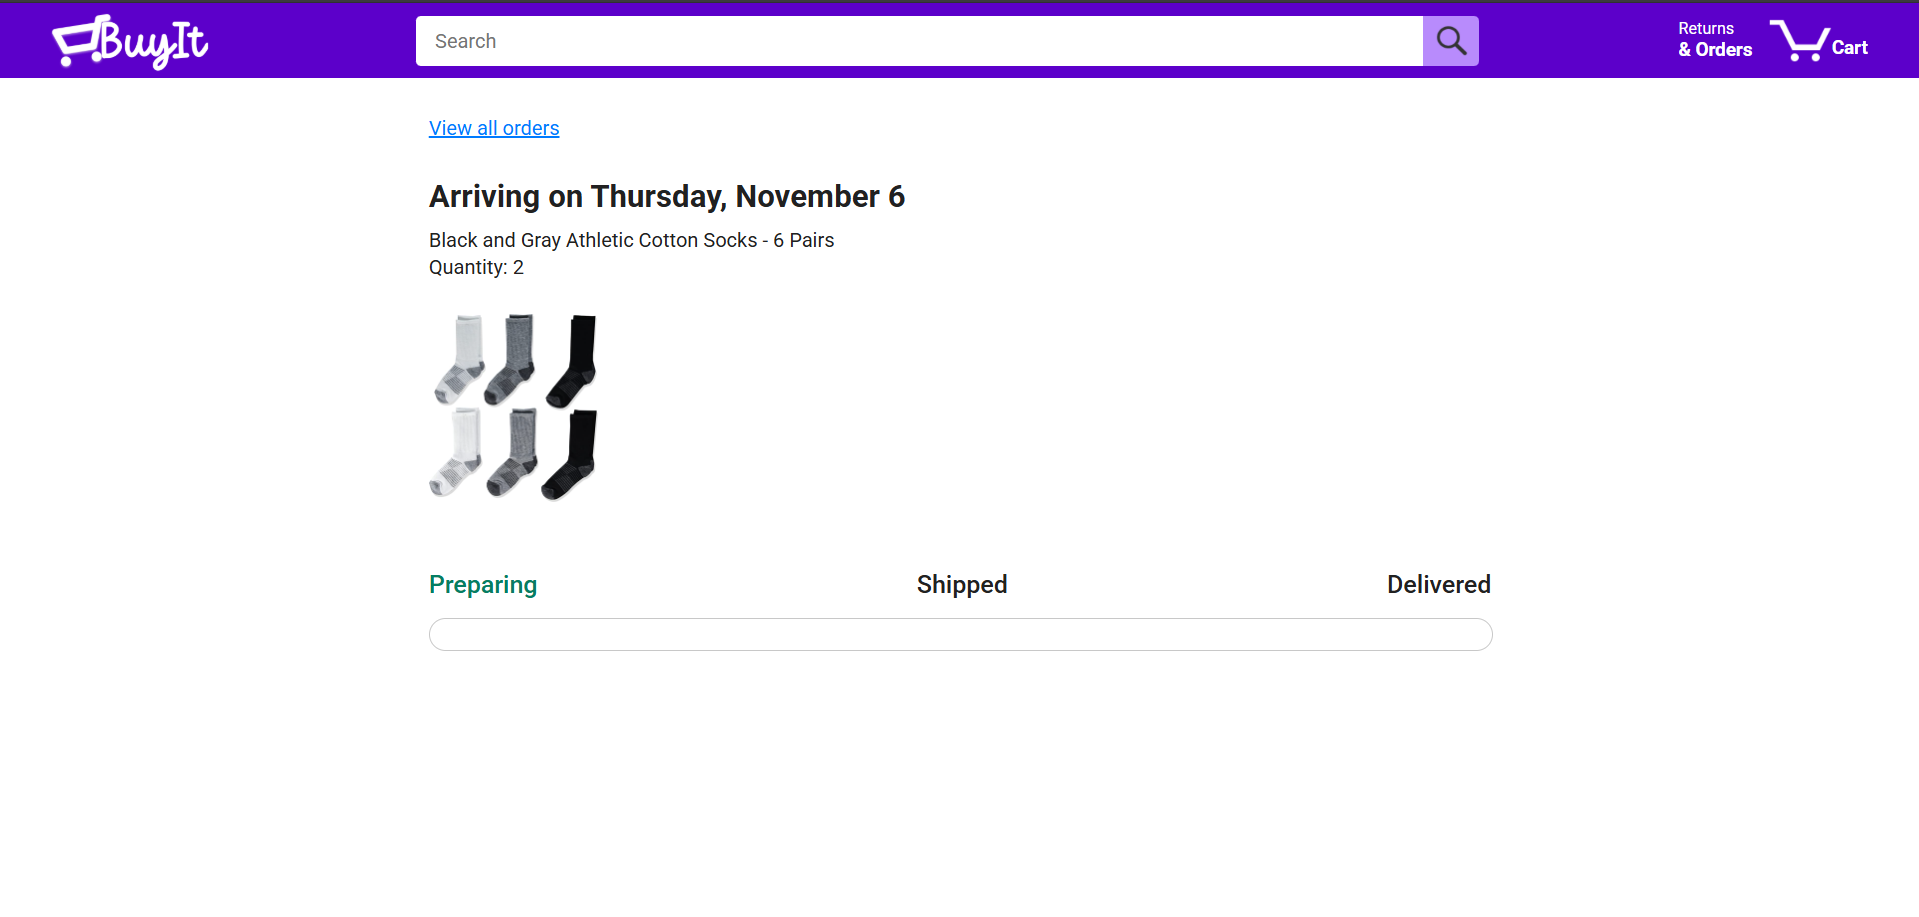 BuyIt
Search
Returns
& Orders
Cart
View all orders
Arriving on Thursday, November 6
Black and Gray Athletic Cotton Socks - 6 Pairs
Quantity: 2
Preparing
Shipped
Delivered